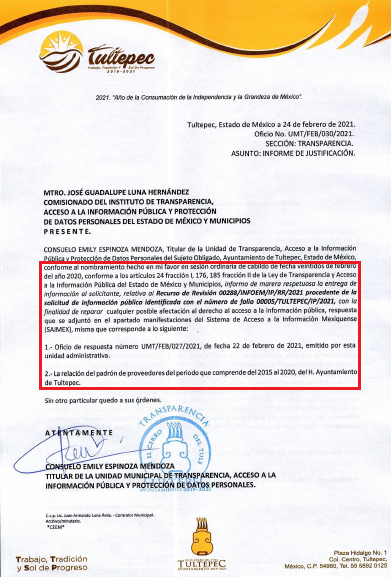 Tultepec
Trabajo, Tradición y Sol De Progreso
2019 - 2021
2021. "Año de la Consumación de la Independencia y la Grandeza de México".
Tultepec, Estado de México a 24 de febrero de 2021.
Oficio No. UMT/FEB/030/2021.
SECCIÓN: TRANSPARENCIA.
ASUNTO: INFORME DE JUSTIFICACIÓN.
MTRO. JOSÉ GUADALUPE LUNA HERNÁNDEZ
COMISIONADO DEL INSTITUTO DE TRANSPARENCIA,
ACCESO A LA INFORMACIÓN PÚBLICA Y PROTECCIÓN
DE DATOS PERSONALES DEL ESTADO DE MÉXICO Y MUNICIPIOS
P R E S E N T E.
CONSUELO EMILY ESPINOZA MENDOZA, Titular de la Unidad de Transparencia, Acceso a la Información
Pública y Protección de Datos Personales del Sujeto Obligado, Ayuntamiento de Tultepec, Estado de México,
conforme al nombramiento hecho en mi favor en sesión ordinaria de cabildo de fecha veintidos de febrero
del año 2020, conforme a los artículos 24 fracción I, 176, 185 fracción II de la Ley de Transparencia y Acceso
a la Información Pública del Estado de México y Municipios, informo de manera respetuosa la entrega de
información al solicitante, relativo al Recurso de Revisión 00288/INFOEM/IP/RR/2021 procedente de la
solicitud de información pública identificada con el número de folio 00005/TULTEPEC/IP/2021, con la
finalidad de reparar cualquier posible afectación al derecho al acceso a la información pública, respuesta
que se adjuntó en el apartado manifestaciones del Sistema de Acceso a la Información Mexiquense
(SAIMEX), misma que corresponde a lo siguiente:
1.- Oficio de respuesta número UMT/FEB/027/2021, de fecha 22 de febrero de 2021, emitido por esta
unidad administrativa.
2.- La relación del padrón de proveedores del periodo que comprende del 2015 al 2020, del H. Ayuntamiento
de Tultepec.
Sin otro particular quedo a sus órdenes.
TRANSPARENCIA
A T E N T A M E N T E
EL CERRO DEL TULE
CONSUELO EMILY ESPINOZA MENDOZA
TITULAR DE LA UNIDAD MUNICIPAL DE TRANSPARENCIA, ACCESO A LA
INFORMACIÓN PÚBLICA Y PROTECCIÓN DE DATOS PERSONALES.
C.c.p. Lic. Juan Armando Luna Ávila. - Contralor Municipal.
Archivo/minutario.
*CEEM*
Trabajo, Tradición
y Sol de Progreso
TULTEPEC
Plaza Hidalgo No. 1
Col. Centro, Tultepec,
México, C.P. 54960, Tel. 55 5892 0125